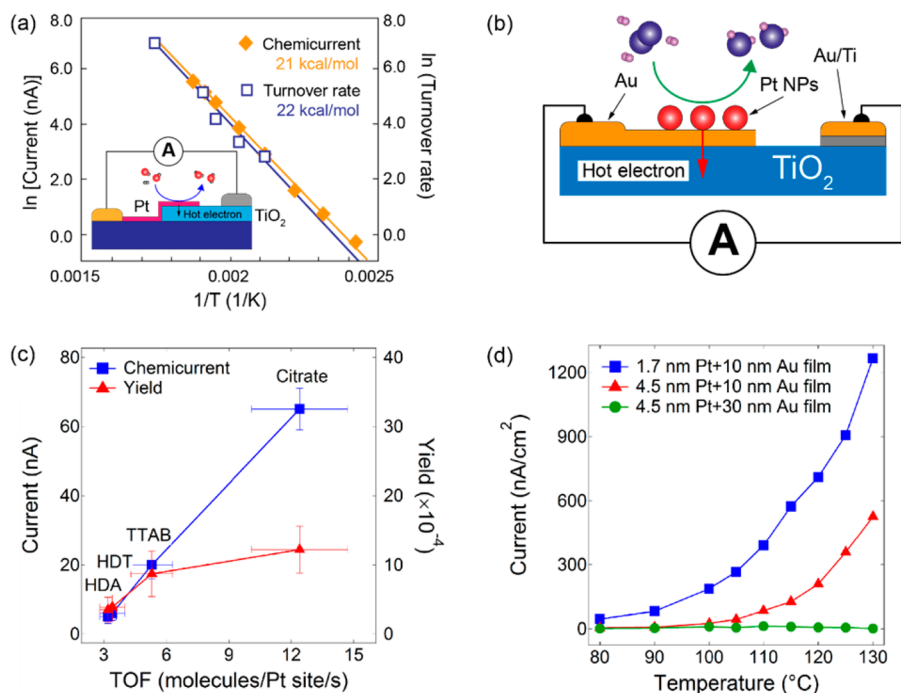 (a)
8.0
6.0
4.0
2.0
0.0
ln [Current (nA)]
8.0
6.0
4.0
2.0
0.0
ln (Turnover rate)
Chemicurrent
21 kcal/mol
Turnover rate
22 kcal/mol
A
Pt
Hot electron
TiO2
0.0015
0.002
0.0025
1/T (1/K)
(b)
Au
Pt NPs
Au/Ti
Hot electron
TiO2
A
(c)
80
60
40
20
0
Current (nA)
40
30
20
10
0
Yield (×10-4)
Chemicurrent
Yield
Citrate
TTAB
HDT
HDA
3 6 9 12 15
TOF (molecules/Pt site/s)
(d)
1200
900
600
300
0
Current (nA/cm2)
1.7 nm Pt+10 nm Au film
4.5 nm Pt+10 nm Au film
4.5 nm Pt+30 nm Au film
80 90 100 110 120 130
Temperature (°C)